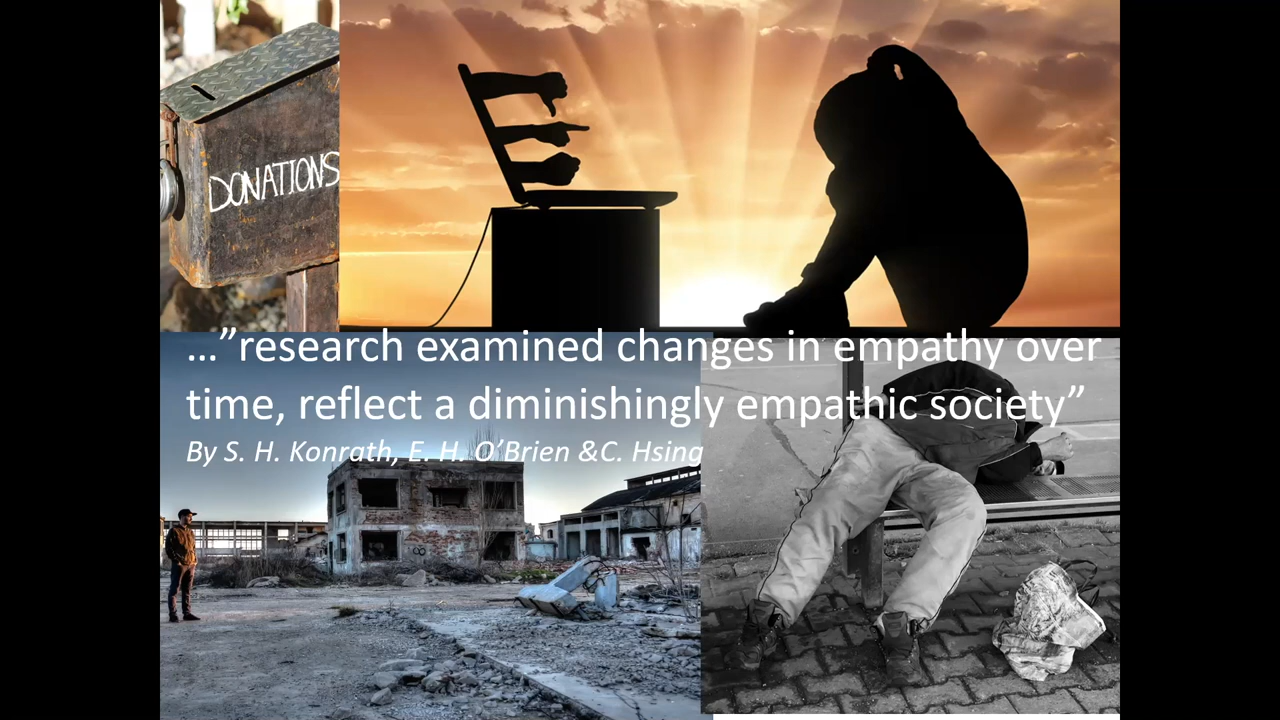 DONATIONS
...”research examined changes in empathy over
time, reflect a diminishingly empathic society”
By S. H. Konrath, E. H. O’Brien &C. Hsing